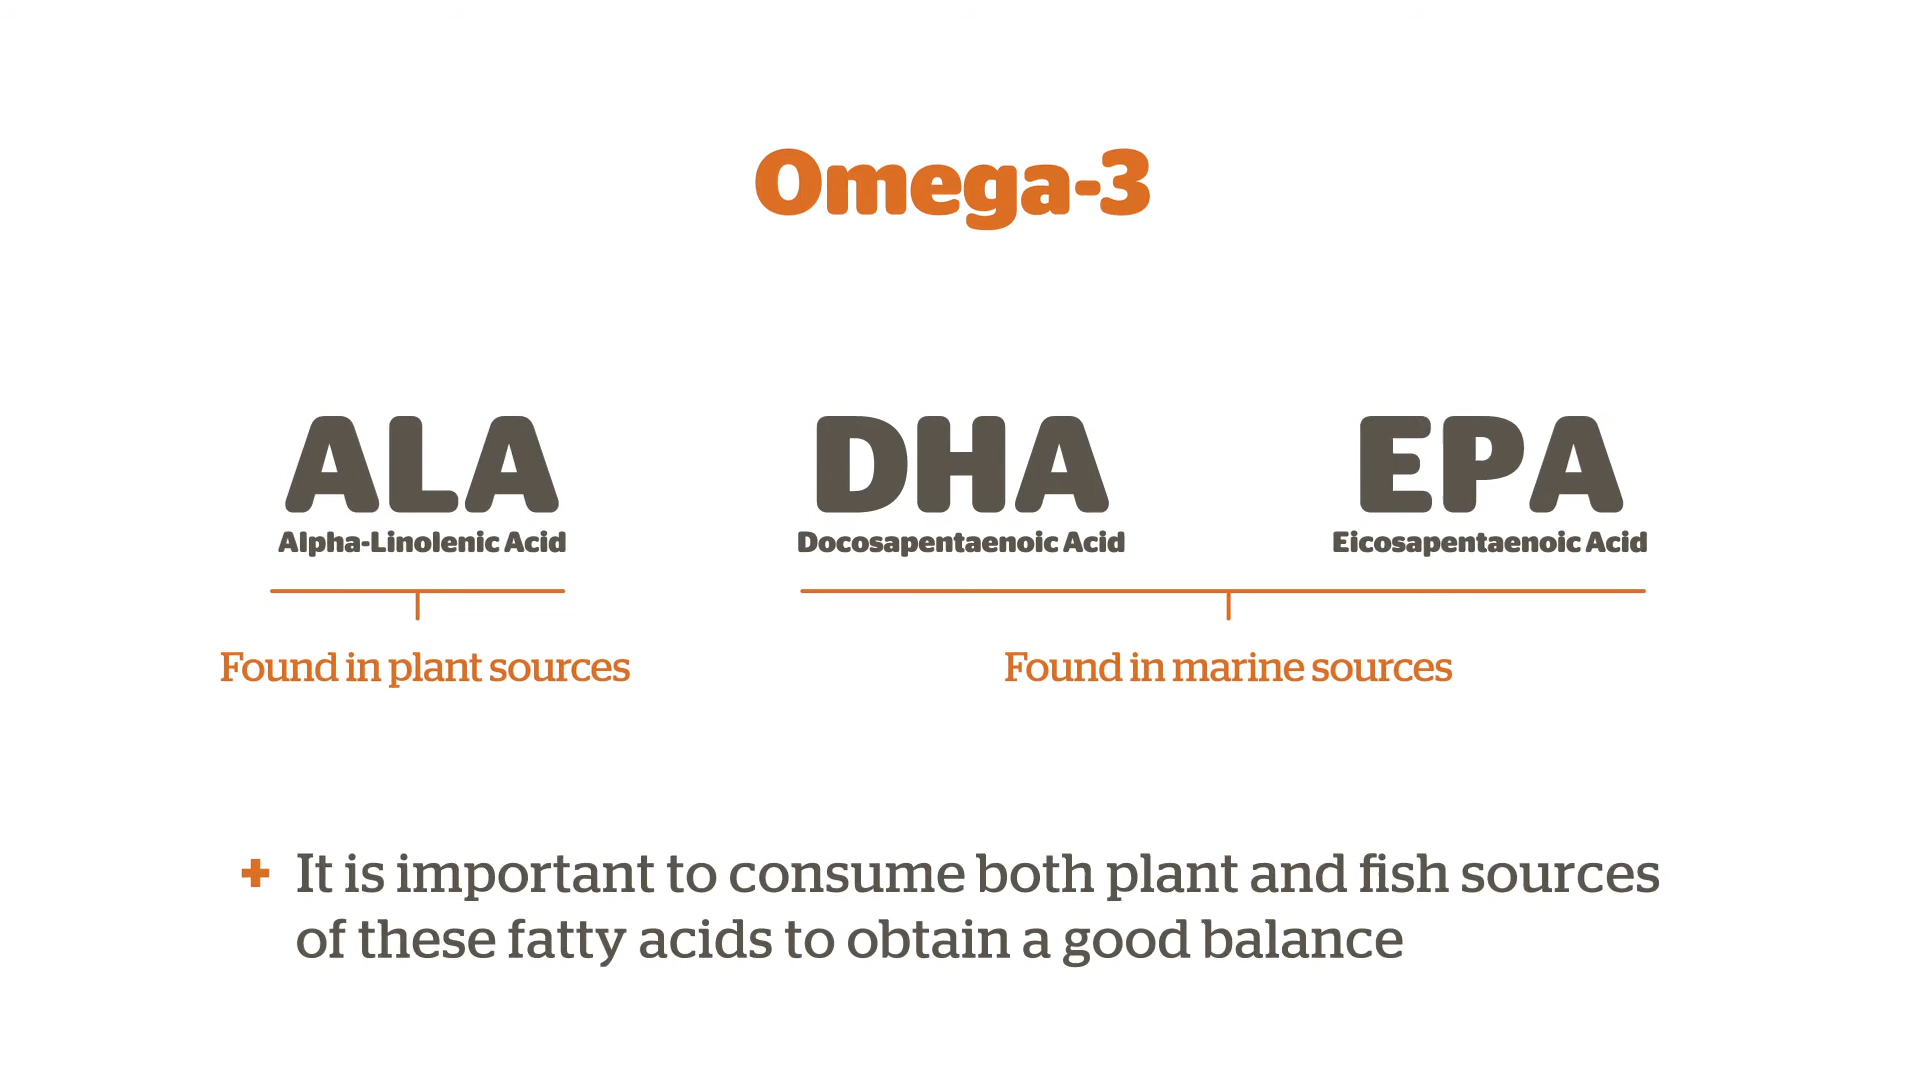 Omega-3
ALA
DHA
EPA
Alpha-Linolenic Acid
Docosapentaenoic Acid
Eicosapentaenoic Acid
Found in plant sources
Found in marine sources
+ It is important to consume both plant and fish sources
of these fatty acids to obtain a good balance